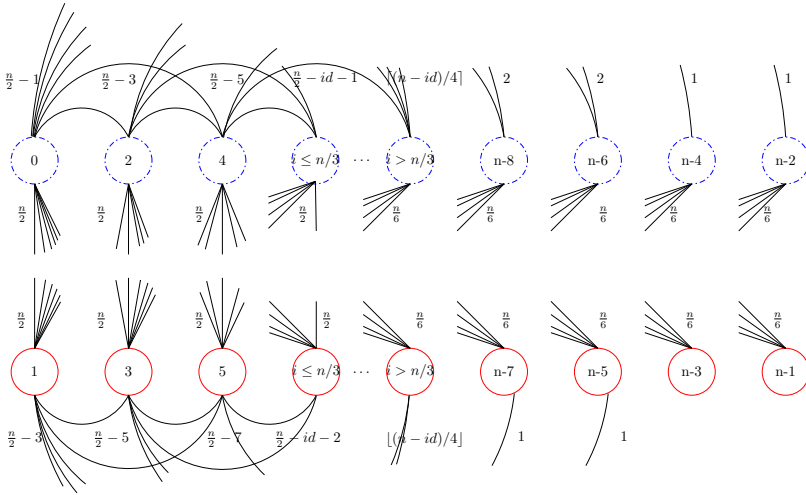 n/2 − 1 n/2 − 3 n/2 − 5 n/2 − id − 1 ⌈(n − id)/4⌉ 2 2 1 1
0 2 4 i ≤ n/3 ⋯ i > n/3 n-8 n-6 n-4 n-2
n/2 n/2 n/2 n/2 n/6 n/6 n/6 n/6 n/6
n/2 n/2 n/2 n/2 n/6 n/6 n/6 n/6 n/6
1 3 5 i ≤ n/3 ⋯ i > n/3 n-7 n-5 n-3 n-1
n/2 − 3 n/2 − 5 n/2 − 7 n/2 − id − 2 ⌊(n − id)/4⌋ 1 1